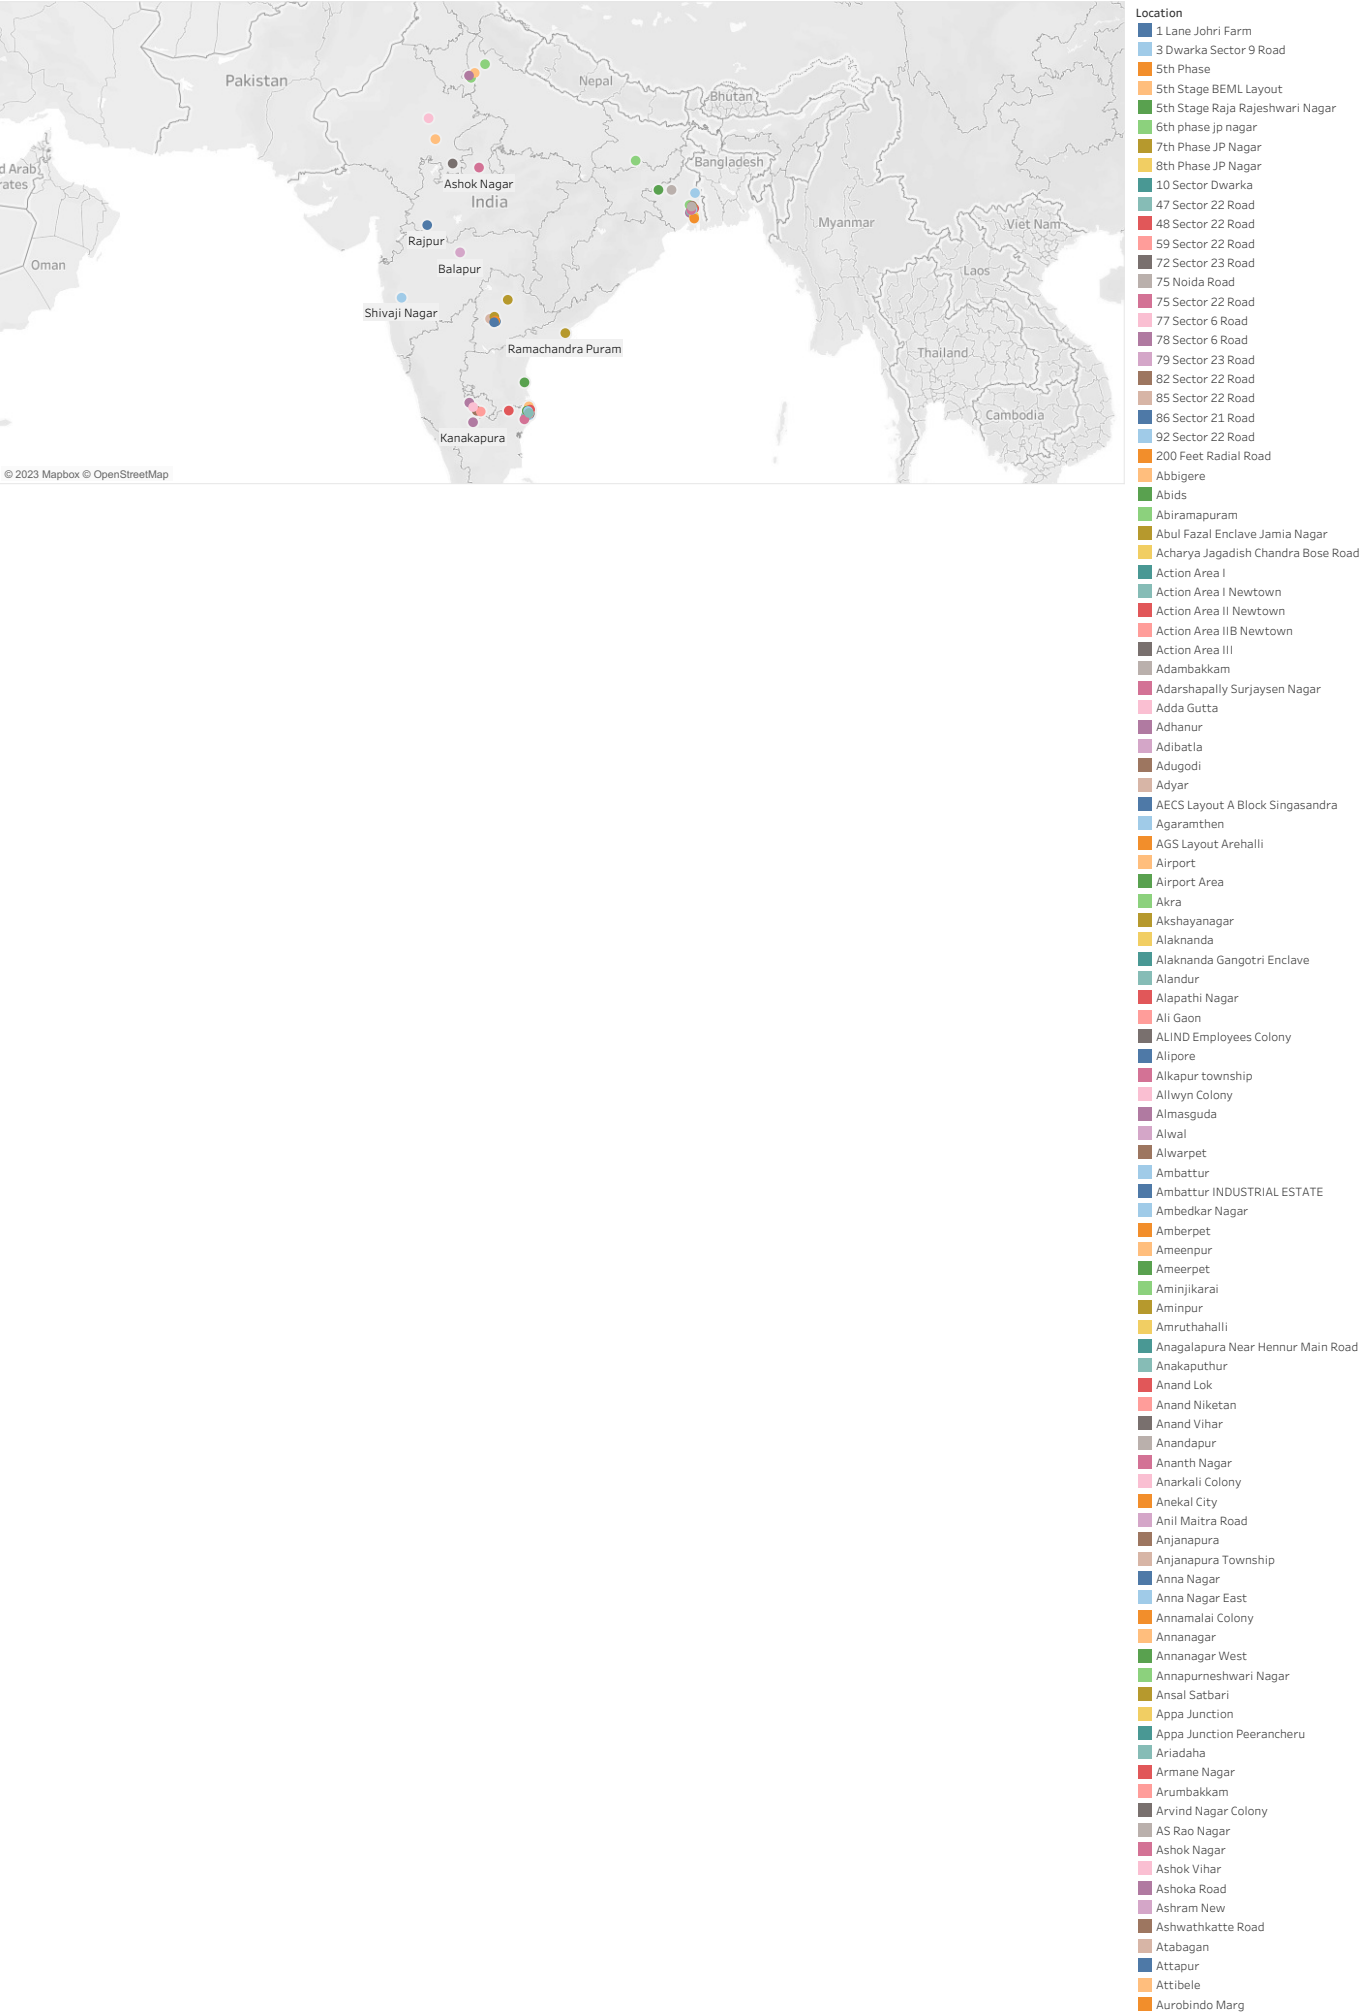 Pakistan
Nepal
Bhutan
d Arab
rates
Bangladesh
Ashok Nagar
India
Myanmar
Viet Nam
Rajpur
Oman
Balapur
Laos
Shivaji Nagar
Ramachandra Puram
Thailand
Cambodia
Kanakapura
© 2023 Mapbox © OpenStreetMap
Location
1 Lane Johri Farm
3 Dwarka Sector 9 Road
5th Phase
5th Stage BEML Layout
5th Stage Raja Rajeshwari Nagar
6th phase jp nagar
7th Phase JP Nagar
8th Phase JP Nagar
10 Sector Dwarka
47 Sector 22 Road
48 Sector 22 Road
59 Sector 22 Road
72 Sector 23 Road
75 Noida Road
75 Sector 22 Road
77 Sector 6 Road
78 Sector 6 Road
79 Sector 23 Road
82 Sector 22 Road
85 Sector 22 Road
86 Sector 21 Road
92 Sector 22 Road
200 Feet Radial Road
Abbigere
Abids
Abiramapuram
Abul Fazal Enclave Jamia Nagar
Acharya Jagadish Chandra Bose Road
Action Area I
Action Area I Newtown
Action Area II Newtown
Action Area IIB Newtown
Action Area III
Adambakkam
Adarshapally Surjaysen Nagar
Adda Gutta
Adhanur
Adibatla
Adugodi
Adyar
AECS Layout A Block Singasandra
Agaramthen
AGS Layout Arehalli
Airport
Airport Area
Akra
Akshayanagar
Alaknanda
Alaknanda Gangotri Enclave
Alandur
Alapathi Nagar
Ali Gaon
ALIND Employees Colony
Alipore
Alkapur township
Allwyn Colony
Almasguda
Alwal
Alwarpet
Ambattur
Ambattur INDUSTRIAL ESTATE
Ambedkar Nagar
Amberpet
Ameenpur
Ameerpet
Aminjikarai
Aminpur
Amruthahalli
Anagalapura Near Hennur Main Road
Anakaputhur
Anand Lok
Anand Niketan
Anand Vihar
Anandapur
Ananth Nagar
Anarkali Colony
Anekal City
Anil Maitra Road
Anjanapura
Anjanapura Township
Anna Nagar
Anna Nagar East
Annamalai Colony
Annanagar
Annanagar West
Annapurneshwari Nagar
Ansal Satbari
Appa Junction
Appa Junction Peerancheru
Ariadaha
Armane Nagar
Arumbakkam
Arvind Nagar Colony
AS Rao Nagar
Ashok Nagar
Ashok Vihar
Ashoka Road
Ashram New
Ashwathkatte Road
Atabagan
Attapur
Attibele
Aurobindo Marg